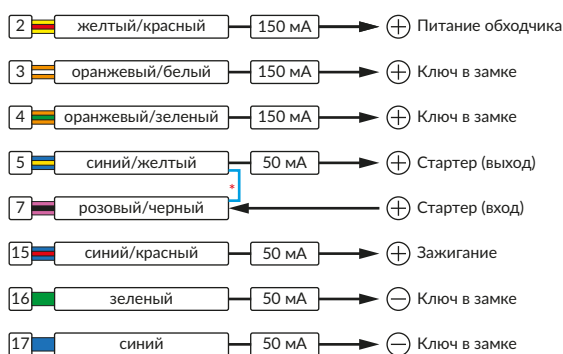 2 желтый/красный 150 мА + Питание обходчика
3 оранжевый/белый 150 мА + Ключ в замке
4 оранжевый/зеленый 150 мА + Ключ в замке
5 синий/желтый 50 мА + Стартер (выход)
*
7 розовый/черный + Стартер (вход)
15 синий/красный 50 мА + Зажигание
16 зеленый 50 мА − Ключ в замке
17 синий 50 мА − Ключ в замке